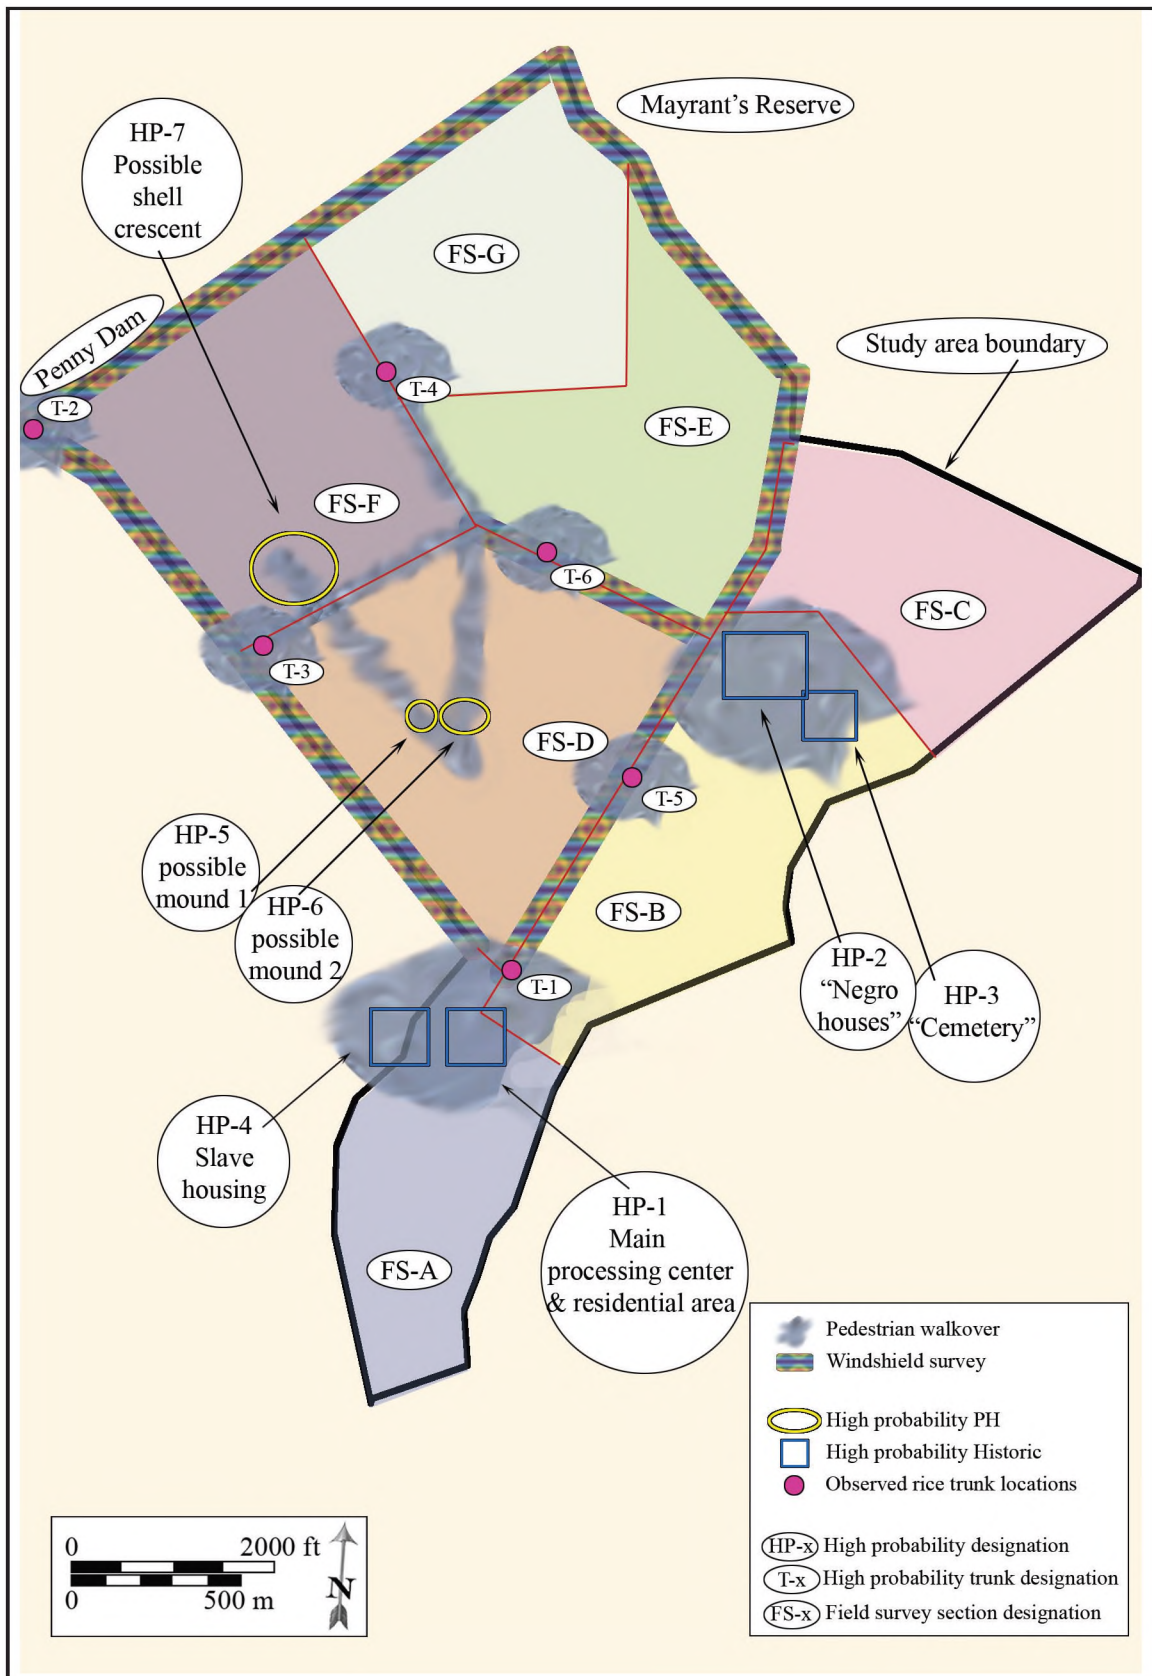 Mayrant's Reserve
HP-7
Possible
shell
crescent
FS-G
Penny Dam
Study area boundary
T-4
T-2
FS-E
FS-F
T-6
FS-C
T-3
FS-D
T-5
HP-5
possible
mound 1
HP-6
possible
mound 2
FS-B
HP-2
"Negro
houses"
HP-3
"Cemetery"
T-1
HP-4
Slave
housing
HP-1
Main
processing center
& residential area
FS-A
Pedestrian walkover
Windshield survey
High probability PH
High probability Historic
Observed rice trunk locations
HP-x High probability designation
T-x High probability trunk designation
FS-x Field survey section designation
0 2000 ft
0 500 m
N